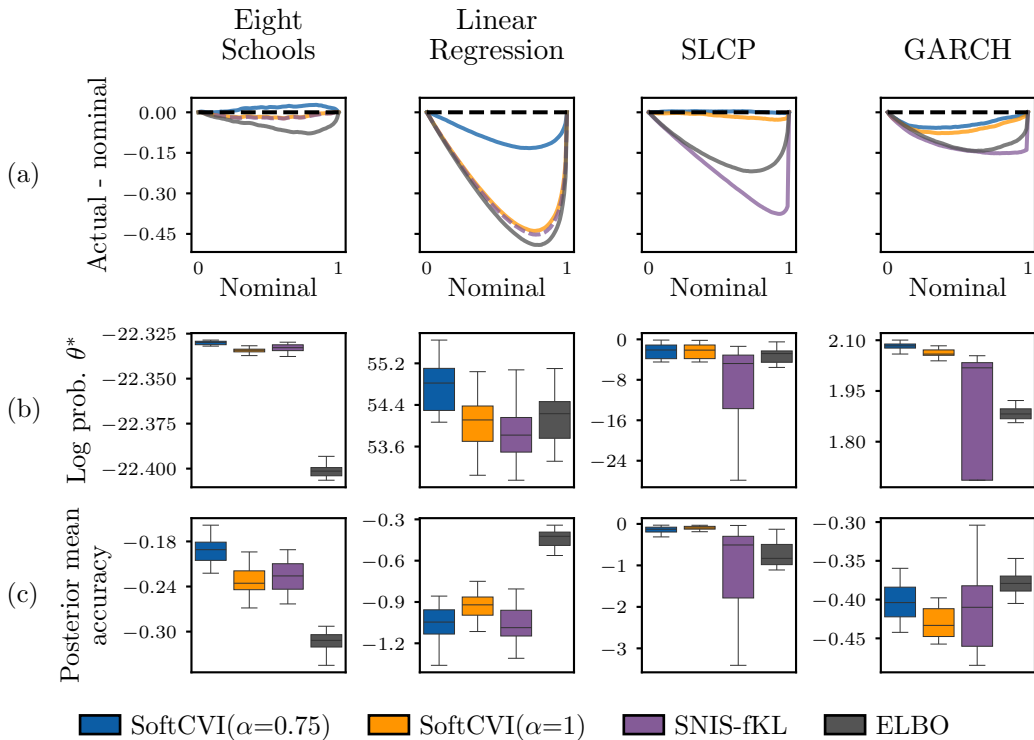 Eight
Schools
Linear
Regression
SLCP
GARCH
(a)
Actual - nominal
0.00
−0.15
−0.30
−0.45
0 1
Nominal
0 1
Nominal
0 1
Nominal
0 1
Nominal
(b)
Log prob. θ*
−22.325
−22.350
−22.375
−22.400
55.2
54.4
53.6
0
−8
−16
−24
2.10
1.95
1.80
(c)
Posterior mean
accuracy
−0.18
−0.24
−0.30
−0.3
−0.6
−0.9
−1.2
0
−1
−2
−3
−0.30
−0.35
−0.40
−0.45
SoftCVI(α=0.75) SoftCVI(α=1) SNIS-fKL ELBO